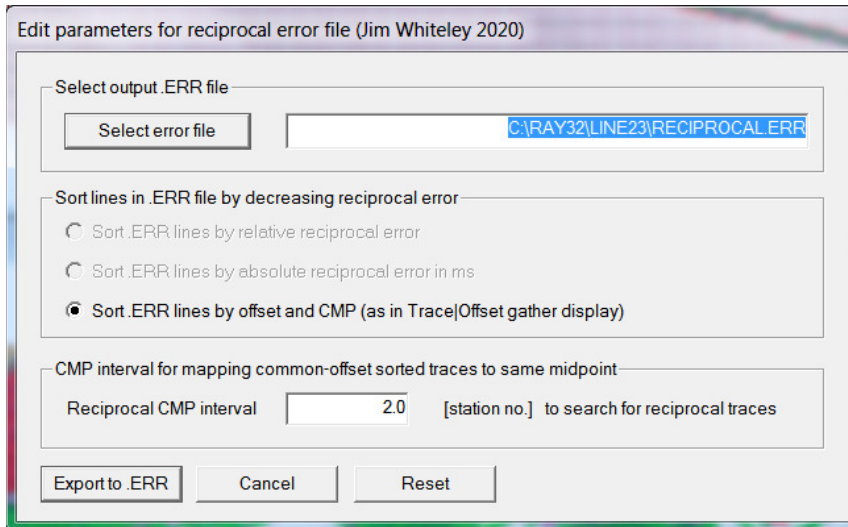 Edit parameters for reciprocal error file (Jim Whiteley 2020)
Select output .ERR file
Select error file C:\RAY32\LINE23\RECIPROCAL.ERR
Sort lines in .ERR file by decreasing reciprocal error
Sort .ERR lines by relative reciprocal error
Sort .ERR lines by absolute reciprocal error in ms
Sort .ERR lines by offset and CMP (as in Trace|Offset gather display)
CMP interval for mapping common-offset sorted traces to same midpoint
Reciprocal CMP interval 2.0 [station no.] to search for reciprocal traces
Export to .ERR Cancel Reset